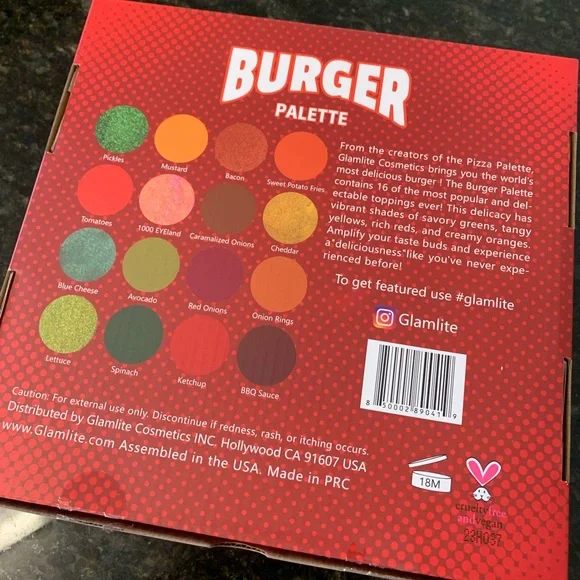 BURGER
PALETTE
Pickles
Mustard
Bacon
Sweet Potato Fries
Tomatoes
1000 EYEland
Caramalized Onions
Cheddar
Blue Cheese
Avocado
Red Onions
Onion Rings
Lettuce
Spinach
Ketchup
BBQ Sauce
From the creators of the Pizza Palette,
Glamlite Cosmetics brings you the world's
most delicious burger ! The Burger Palette
contains 16 of the most popular and del-
ectable toppings ever! This delicacy has
vibrant shades of savory greens, tangy
yellows, rich reds, and creamy oranges.
Amplify your taste buds and experience
a"deliciousness"like you've never expe-
rienced before!
To get featured use #glamlite
Glamlite
8 50002 89041 9
Caution: For external use only. Discontinue if redness, rash, or itching occurs.
Distributed by Glamlite Cosmetics INC. Hollywood CA 91607 USA
www.Glamlite.com Assembled in the USA. Made in PRC
18M
crueltyfree
andvegan
23H037